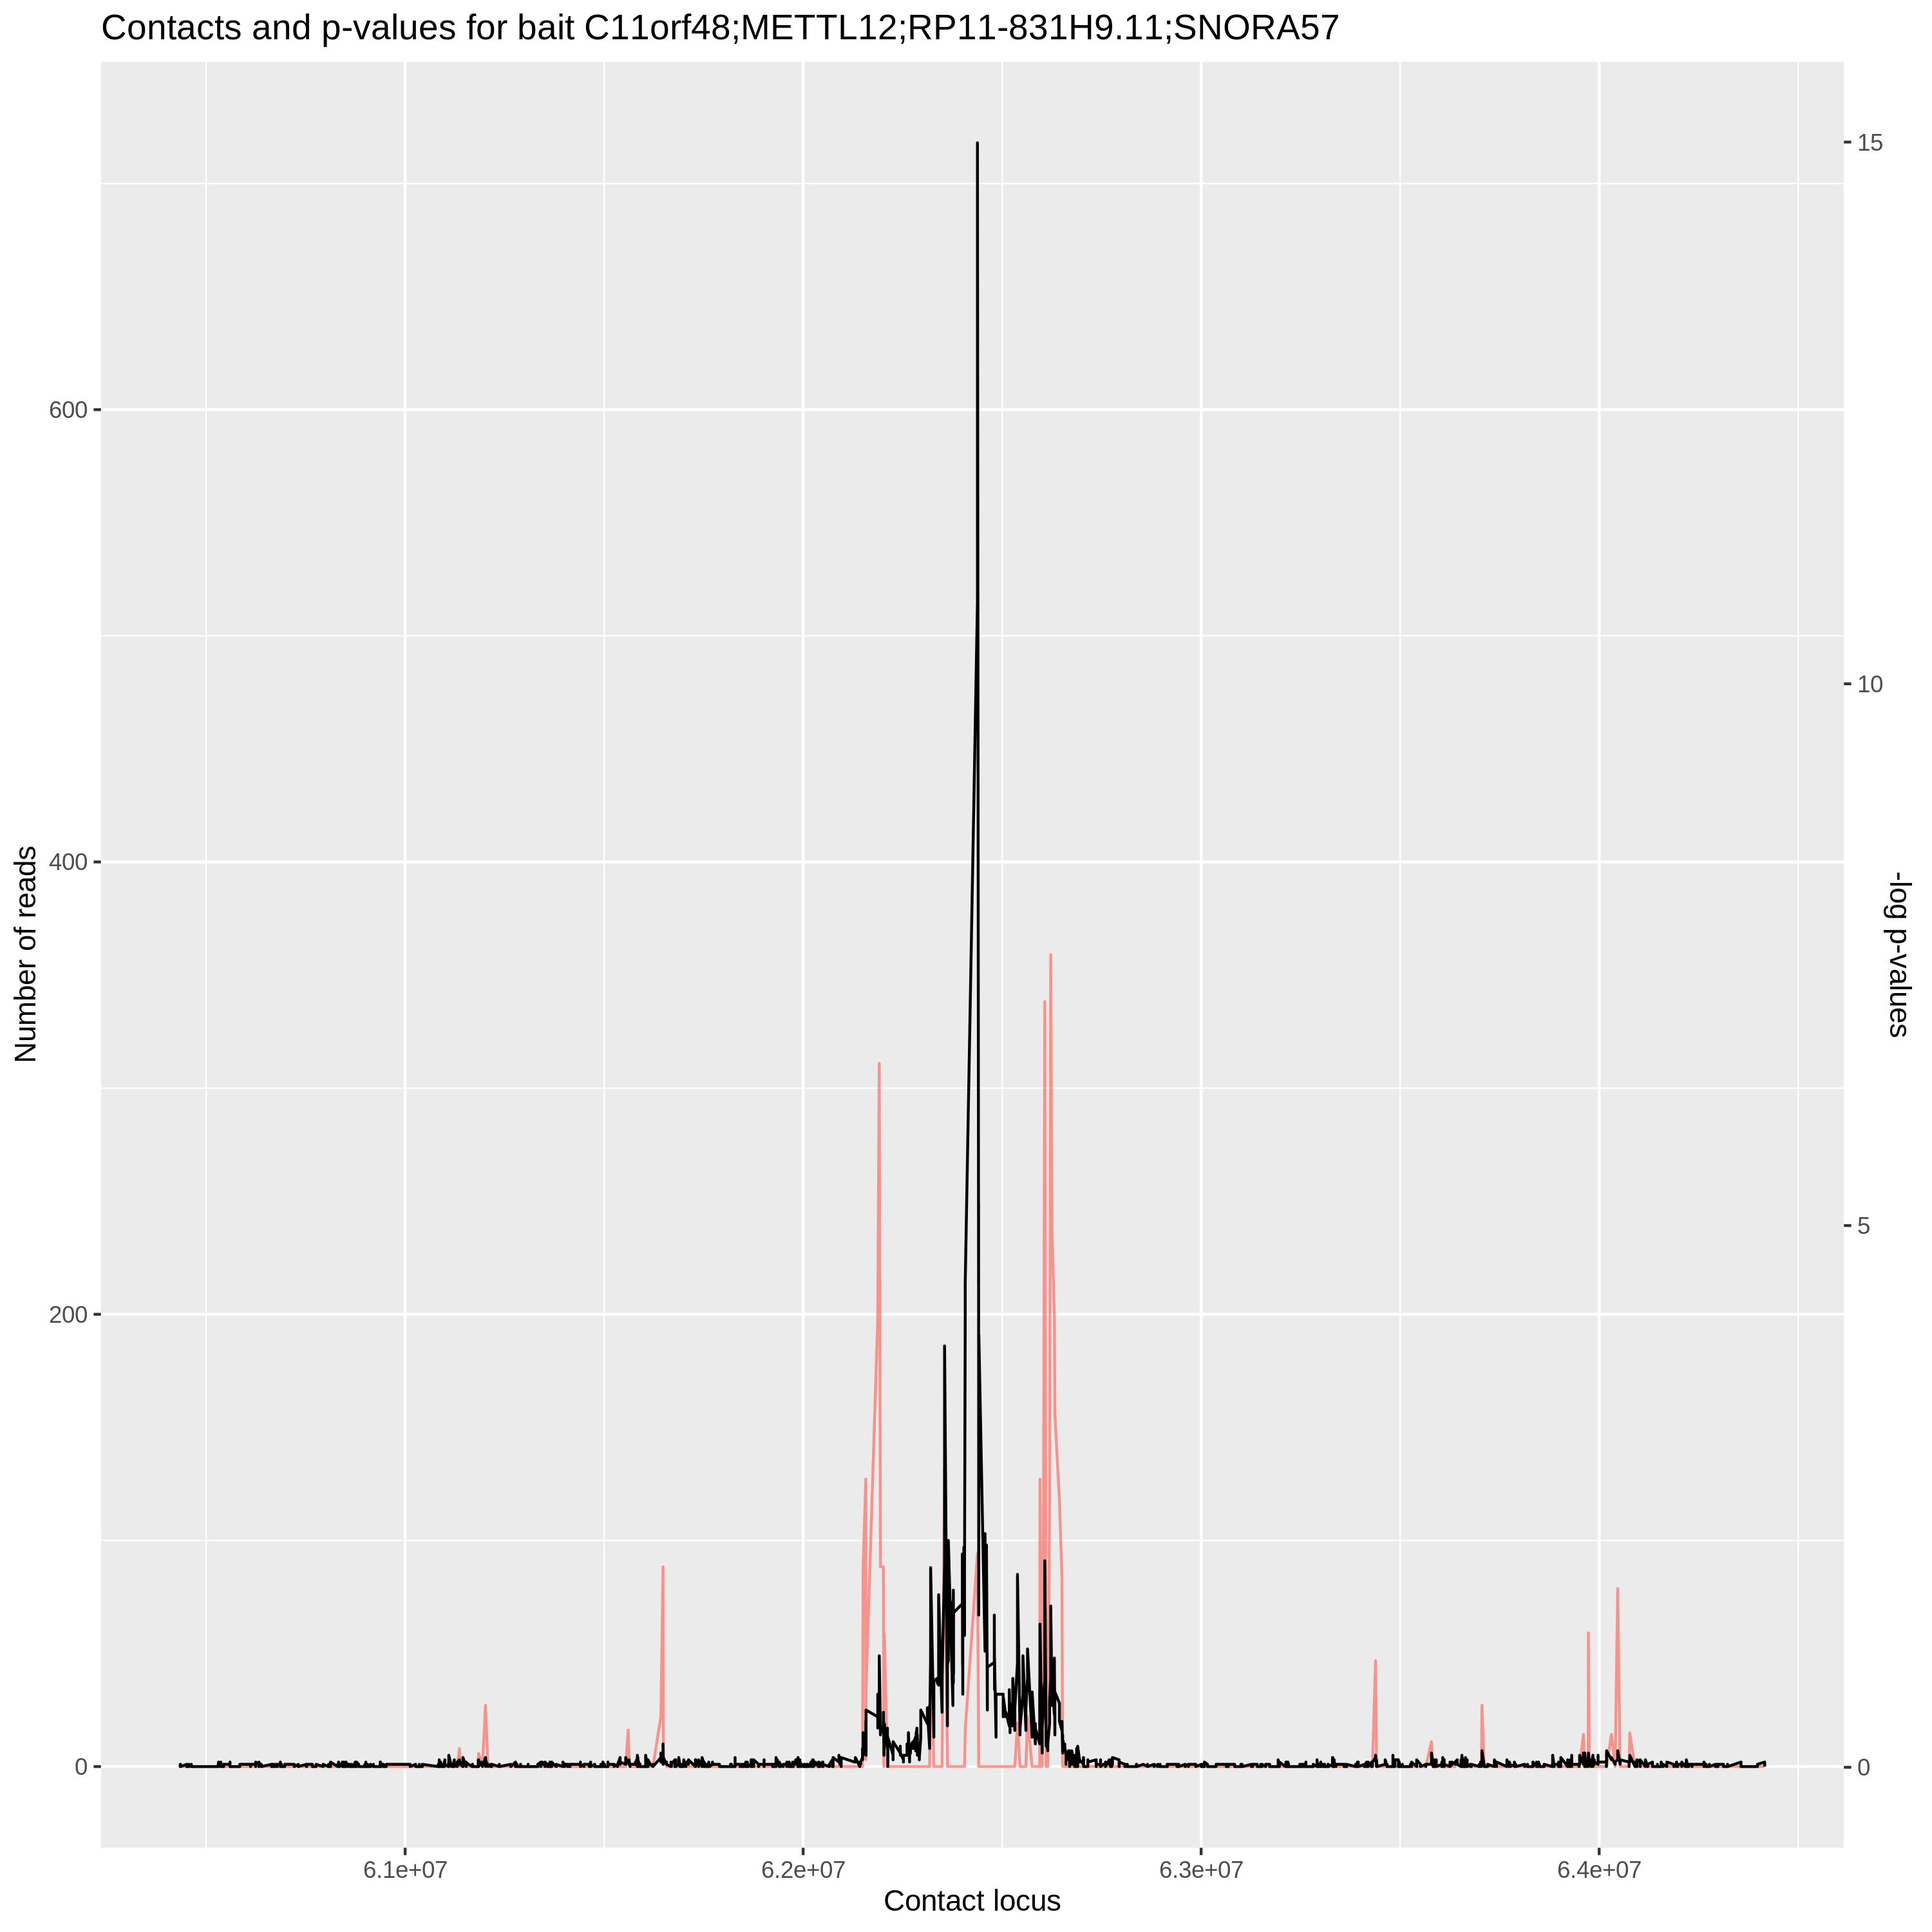 Contacts and p-values for bait C11orf48;METTL12;RP11-831H9.11;SNORA57
15
600
10
Number of reads
400
-log p-values
5
200
0
0
6.1e+07
6.2e+07
6.3e+07
6.4e+07
Contact locus